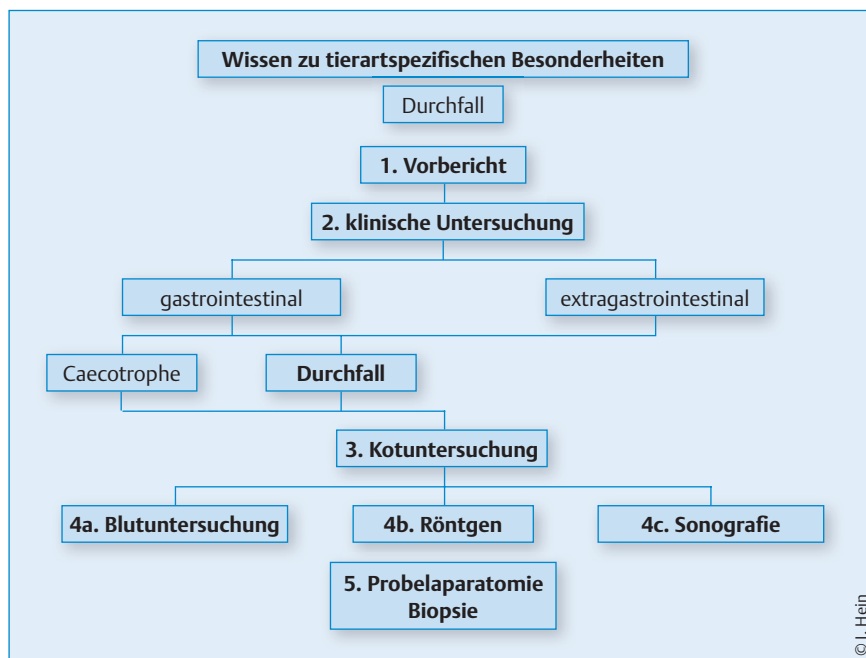 Wissen zu tierartspezifischen Besonderheiten
Durchfall
1. Vorbericht
2. klinische Untersuchung
gastrointestinal
extragastrointestinal
Caecotrophe
Durchfall
3. Kotuntersuchung
4a. Blutuntersuchung
4b. Röntgen
4c. Sonografie
5. Probelaparatomie
Biopsie
© J. Hein